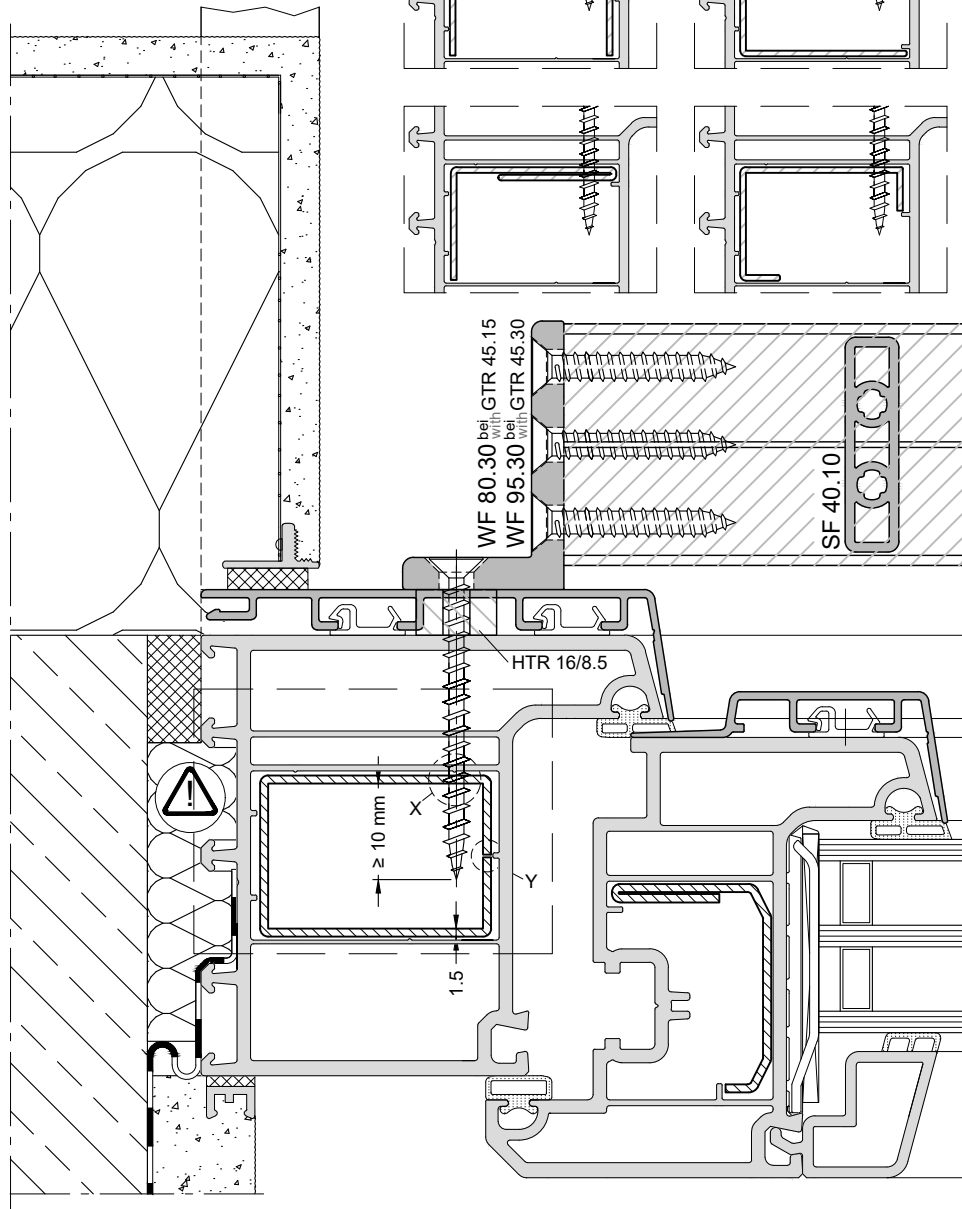 WF 80.30 bei with GTR 45.15
WF 95.30 bei with GTR 45.30
SF 40.10
HTR 16/8.5
X
≥ 10 mm
Y
1.5
!